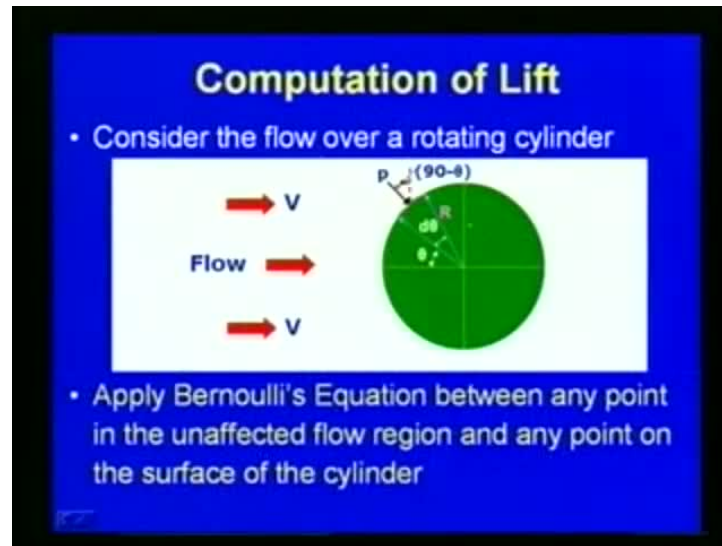 Computation of Lift
• Consider the flow over a rotating cylinder
P (90-θ)
V
R
dθ
θ
Flow
V
• Apply Bernoulli's Equation between any point
in the unaffected flow region and any point on
the surface of the cylinder